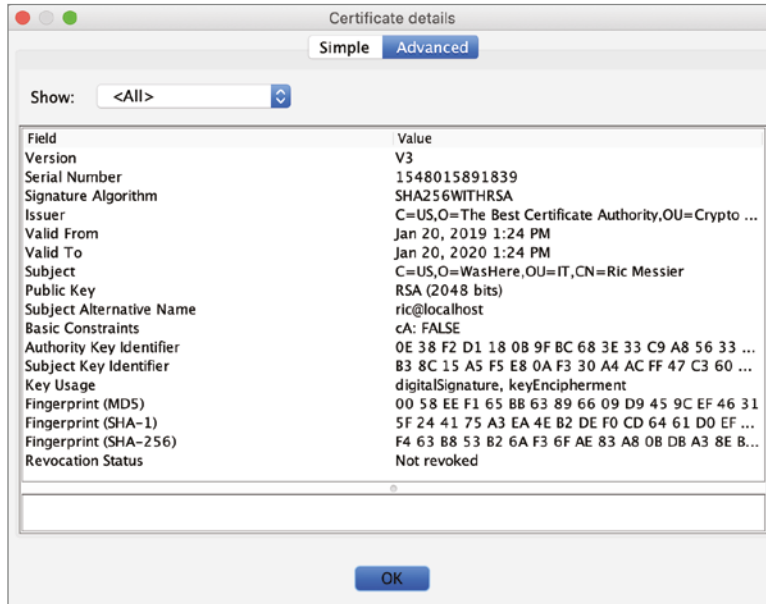 Certificate details
Simple Advanced
Show: <All>
Field Value
Version V3
Serial Number 1548015891839
Signature Algorithm SHA256WITHRSA
Issuer C=US,O=The Best Certificate Authority,OU=Crypto ...
Valid From Jan 20, 2019 1:24 PM
Valid To Jan 20, 2020 1:24 PM
Subject C=US,O=WasHere,OU=IT,CN=Ric Messier
Public Key RSA (2048 bits)
Subject Alternative Name ric@localhost
Basic Constraints cA: FALSE
Authority Key Identifier 0E 38 F2 D1 18 0B 9F BC 68 3E 33 C9 A8 56 33 ...
Subject Key Identifier B3 8C 15 A5 F5 E8 0A F3 30 A4 AC FF 47 C3 60 ...
Key Usage digitalSignature, keyEncipherment
Fingerprint (MD5) 00 58 EE F1 65 BB 63 89 66 09 D9 45 9C EF 46 31
Fingerprint (SHA-1) 5F 24 41 75 A3 EA 4E B2 DE F0 CD 64 61 D0 EF ...
Fingerprint (SHA-256) F4 63 B8 53 B2 6A F3 6F AE 83 A8 0B DB A3 8E B...
Revocation Status Not revoked
OK